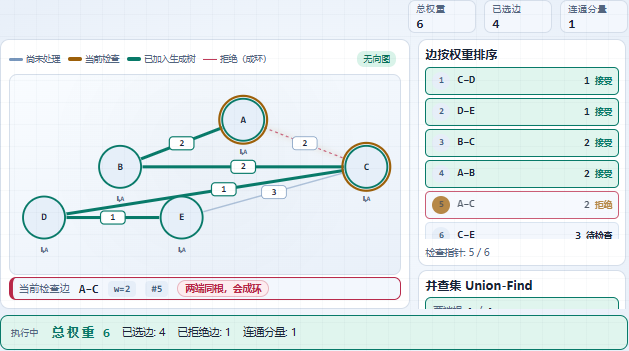 总权重
6
已选边
4
连通分量
1
尚未处理
当前检查
已加入生成树
拒绝（成环）
无向图
边按权重排序
1 C–D 1 接受
2 D–E 1 接受
3 B–C 2 接受
4 A–B 2 接受
5 A–C 2 拒绝
6 C–E 3 待检查
检查指针: 5 / 6
A
2
2
B
2
C
1
3
D
1
E
当前检查边 A–C w=2 #5 两端同根，会成环
并查集 Union-Find
执行中 总权重 6 已选边: 4 已拒绝边: 1 连通分量: 1